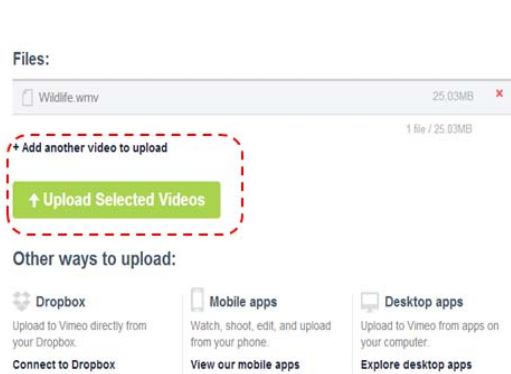 Files:
Wildlife.wmv 25.03MB x
1 file / 25.03MB
+ Add another video to upload
Upload Selected Videos
Other ways to upload:
Dropbox Mobile apps Desktop apps
Upload to Vimeo directly from Watch, shoot, edit, and upload Upload to Vimeo from apps on
your Dropbox. from your phone. your computer.
Connect to Dropbox View our mobile apps Explore desktop apps